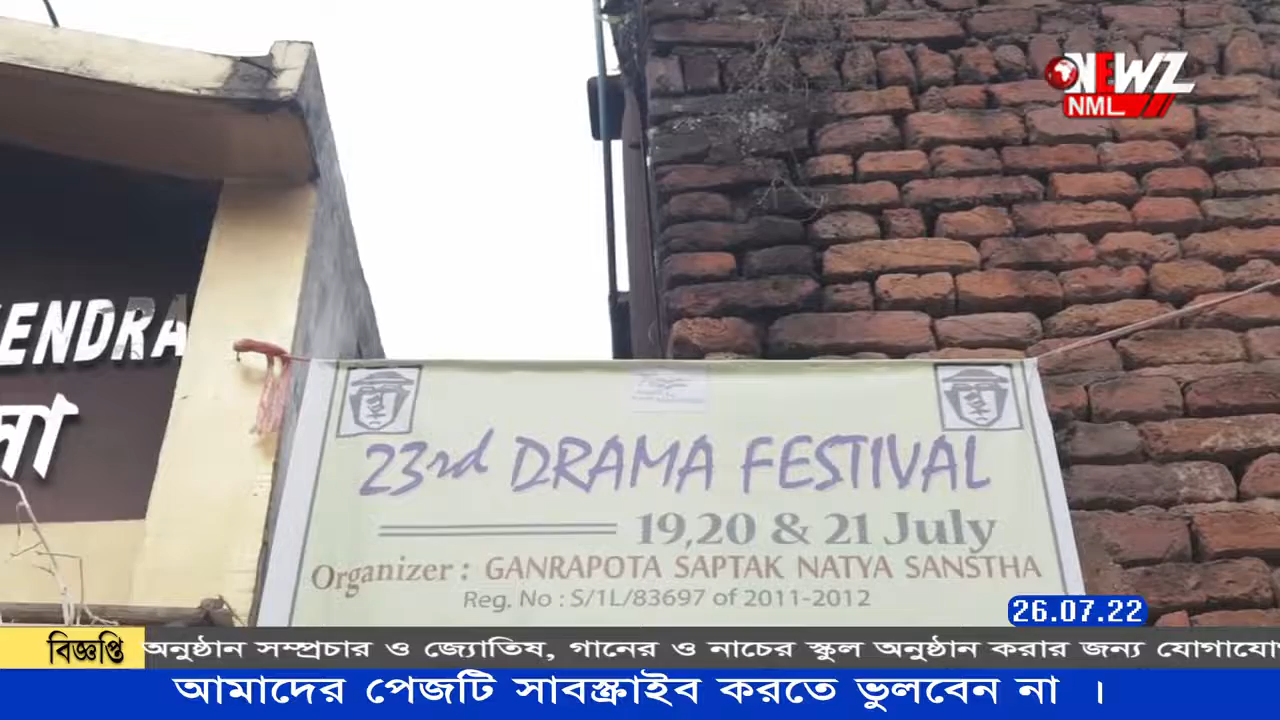 NEWZ
NML
ENDRA
না
23rd DRAMA FESTIVAL
19,20 & 21 July
Organizer : GANRAPOTA SAPTAK NATYA SANSTHA
Reg. No : S/1L/83697 of 2011-2012
26.07.22
বিজ্ঞপ্তি অনুষ্ঠান সম্প্রচার ও জ্যোতিষ, গানের ও নাচের স্কুল অনুষ্ঠান করার জন্য যোগাযোগ
আমাদের পেজটি সাবস্ক্রাইব করতে ভুলবেন না ।